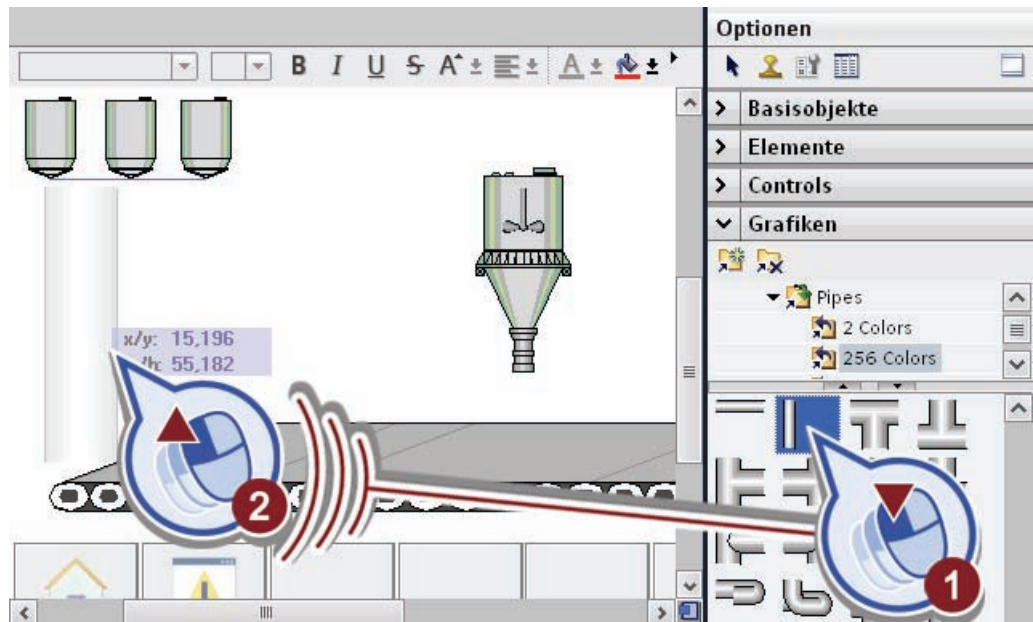 Optionen
B I U S A A
Basisobjekte
Elemente
Controls
Grafiken
Pipes
2 Colors
256 Colors
x/y: 15,196
/h: 55,182
2
1